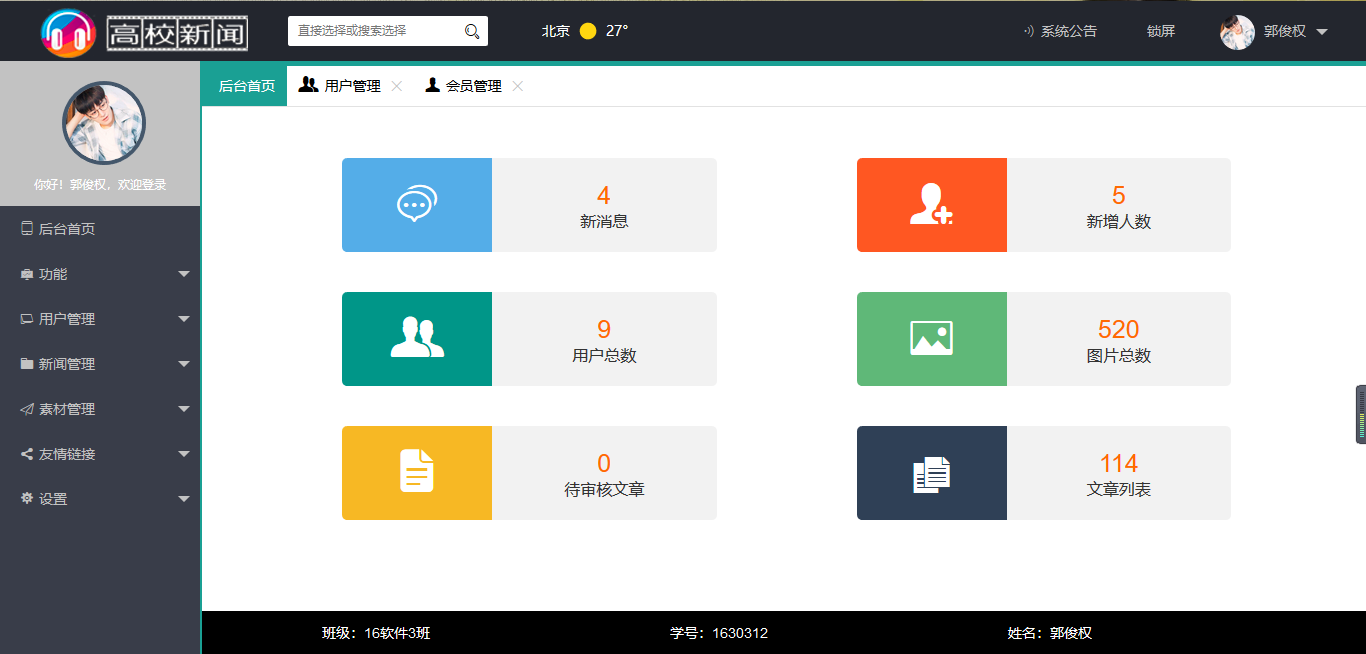 高校新闻
直接选择或搜索选择
北京 27°
系统公告
锁屏
郭俊权
你好！郭俊权，欢迎登录
后台首页
功能
用户管理
新闻管理
素材管理
友情链接
设置
后台首页
用户管理
会员管理
4
新消息
5
新增人数
9
用户总数
520
图片总数
0
待审核文章
114
文章列表
班级：16软件3班
学号：1630312
姓名：郭俊权